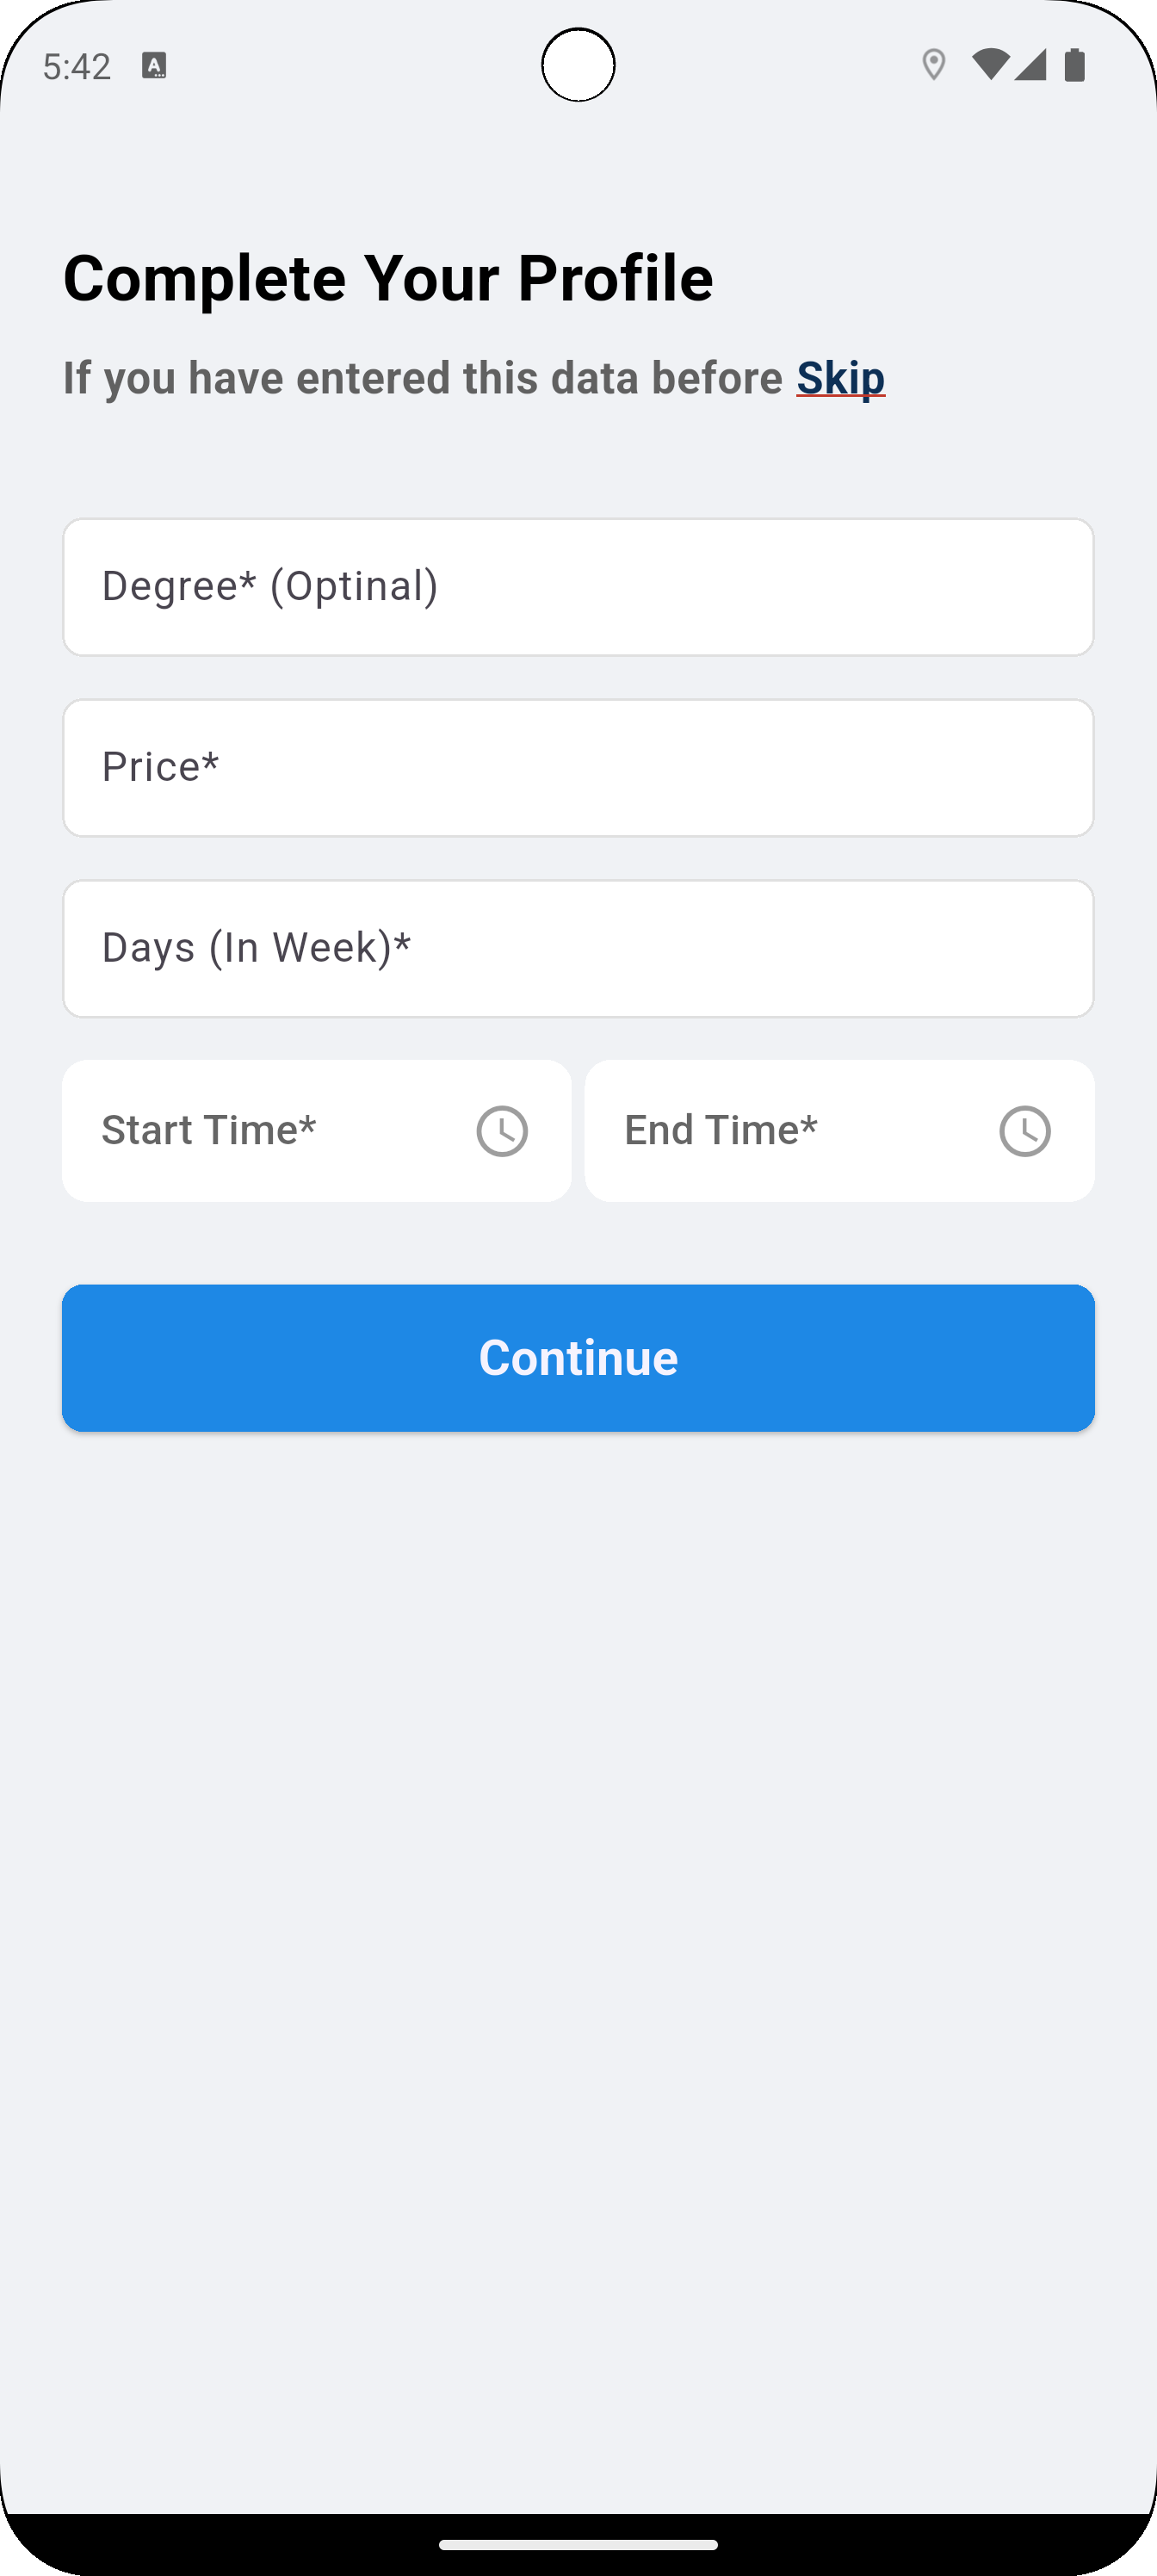 5:42
Complete Your Profile
If you have entered this data before Skip
Degree* (Optinal)
Price*
Days (In Week)*
Start Time*
End Time*
Continue